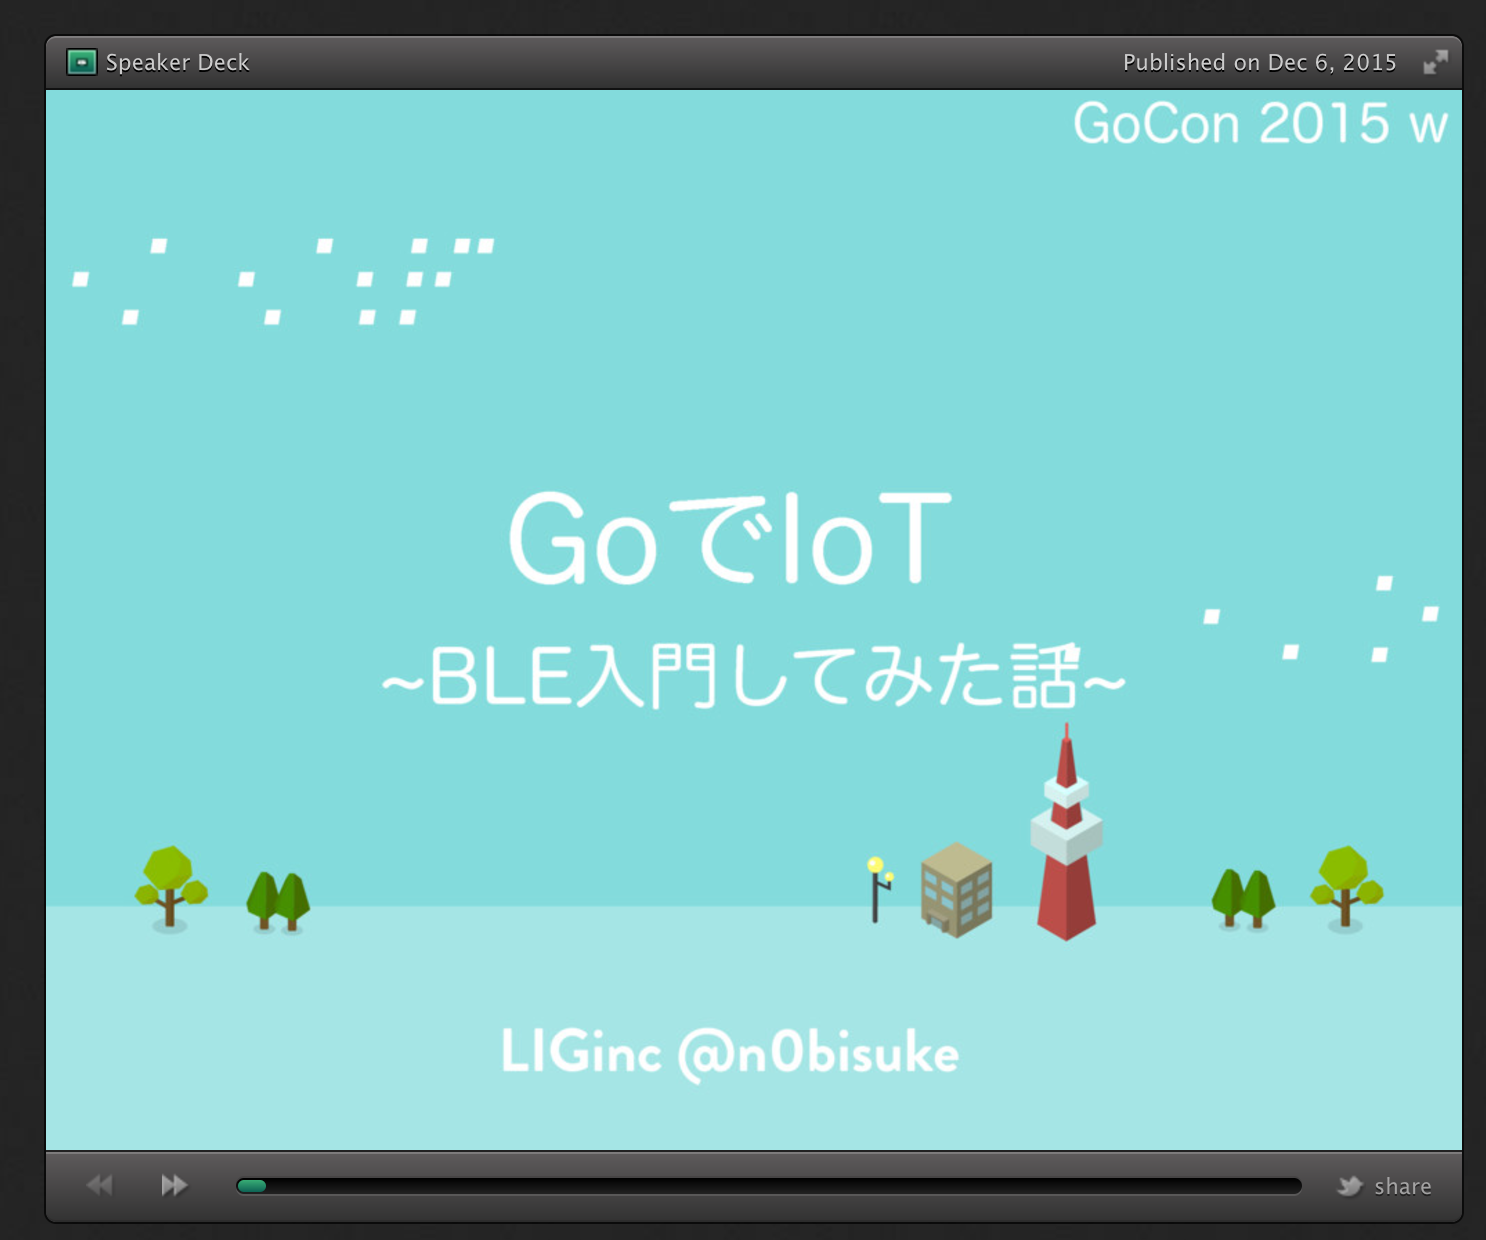 Speaker Deck
Published on Dec 6, 2015
GoCon 2015 w
GoでIoT
~BLE入門してみた話~
LIGinc @n0bisuke
share